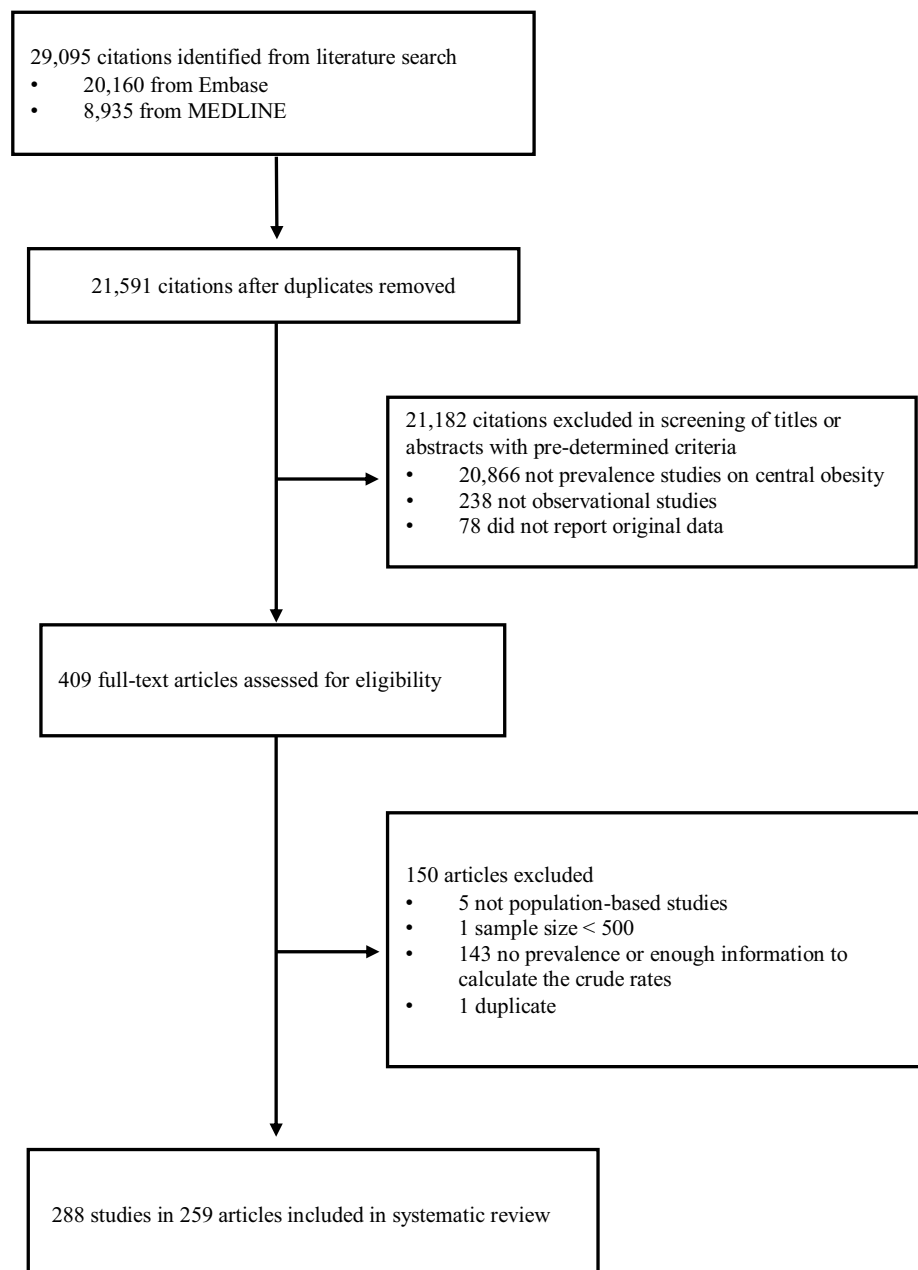 29,095 citations identified from literature search
• 20,160 from Embase
• 8,935 from MEDLINE
21,591 citations after duplicates removed
21,182 citations excluded in screening of titles or
abstracts with pre-determined criteria
• 20,866 not prevalence studies on central obesity
• 238 not observational studies
• 78 did not report original data
409 full-text articles assessed for eligibility
150 articles excluded
• 5 not population-based studies
• 1 sample size < 500
• 143 no prevalence or enough information to
calculate the crude rates
• 1 duplicate
288 studies in 259 articles included in systematic review